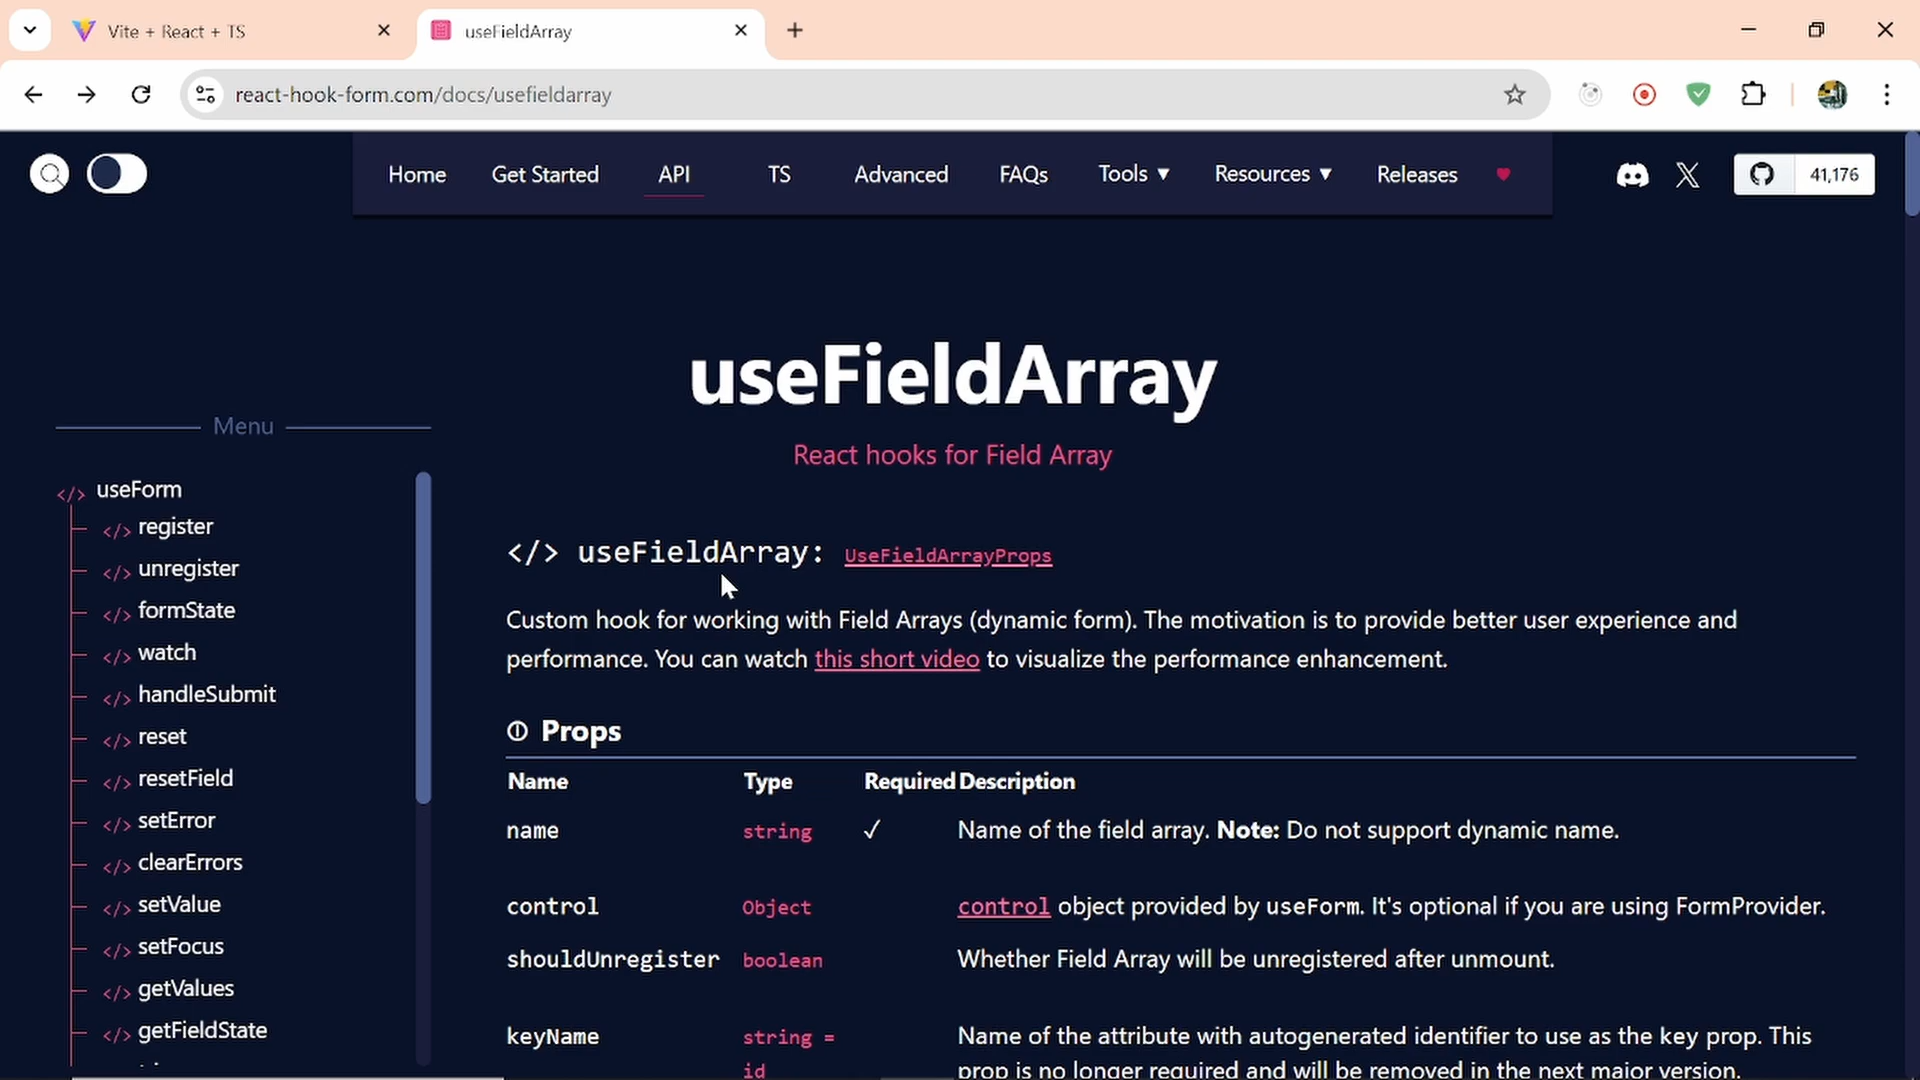 Vite + React + TS
useFieldArray
react-hook-form.com/docs/usefieldarray
Home
Get Started
API
TS
Advanced
FAQs
Tools ▼
Resources ▼
Releases
41,176
useFieldArray
React hooks for Field Array
Menu
</> useForm
</> register
</> unregister
</> formState
</> watch
</> handleSubmit
</> reset
</> resetField
</> setError
</> clearErrors
</> setValue
</> setFocus
</> getValues
</> getFieldState
</> useFieldArray: UseFieldArrayProps
Custom hook for working with Field Arrays (dynamic form). The motivation is to provide better user experience and
performance. You can watch this short video to visualize the performance enhancement.
Props
Name Type Required Description
name string ✓ Name of the field array. Note: Do not support dynamic name.
control Object control object provided by useForm. It's optional if you are using FormProvider.
shouldUnregister boolean Whether Field Array will be unregistered after unmount.
keyName string = Name of the attribute with autogenerated identifier to use as the key prop. This
id prop is no longer required and will be removed in the next major version.